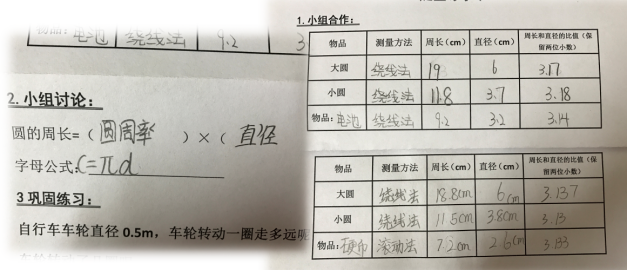 物品：电池 绕线法 9.2 3
2.小组讨论：
圆的周长=（圆周率）×（直径
字母公式：C=πd
3 巩固练习：
自行车车轮直径 0.5m，车轮转动一圈走多远
1.小组合作：
物品 测量方法 周长(cm) 直径(cm) 周长和直径的比值（保留两位小数）
大圆 绕线法 19 6 3.17
小圆 绕线法 11.8 3.7 3.18
物品：电池 绕线法 9.2 3.2 3.14
物品 测量方法 周长(cm) 直径(cm) 周长和直径的比值（保留两位小数）
大圆 绕线法 18.8cm 6cm 3.137
小圆 绕线法 11.5cm 3.8cm 3.13
物品：硬币 滚动法 7.2cm 2.6cm